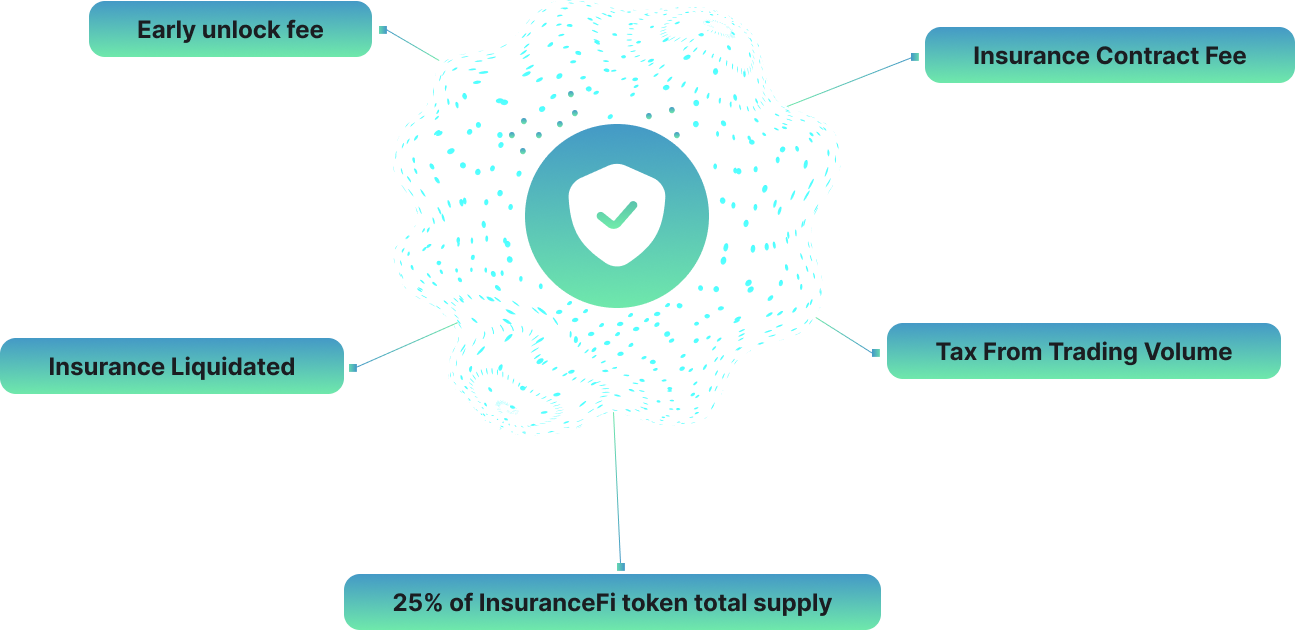 Early unlock fee
Insurance Contract Fee
Insurance Liquidated
Tax From Trading Volume
25% of InsuranceFi token total supply